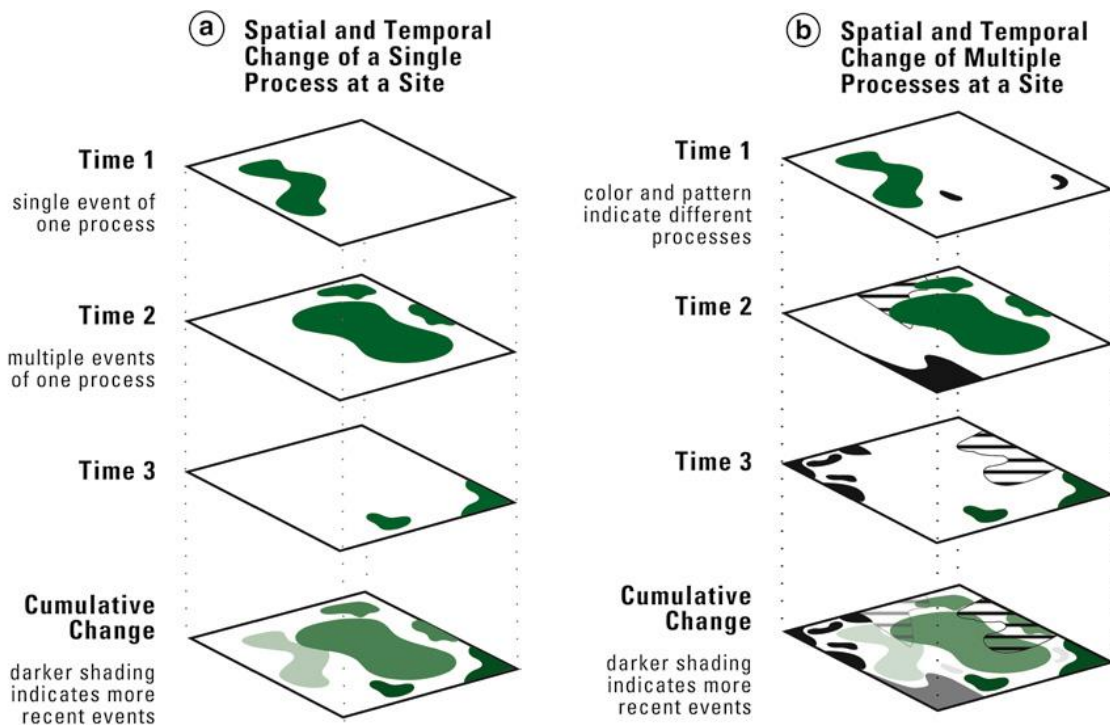 a
Spatial and Temporal
Change of a Single
Process at a Site
Time 1
single event of
one process
Time 2
multiple events
of one process
Time 3
Cumulative
Change
darker shading
indicates more
recent events
b
Spatial and Temporal
Change of Multiple
Processes at a Site
Time 1
color and pattern
indicate different
processes
Time 2
Time 3
Cumulative
Change
darker shading
indicates more
recent events